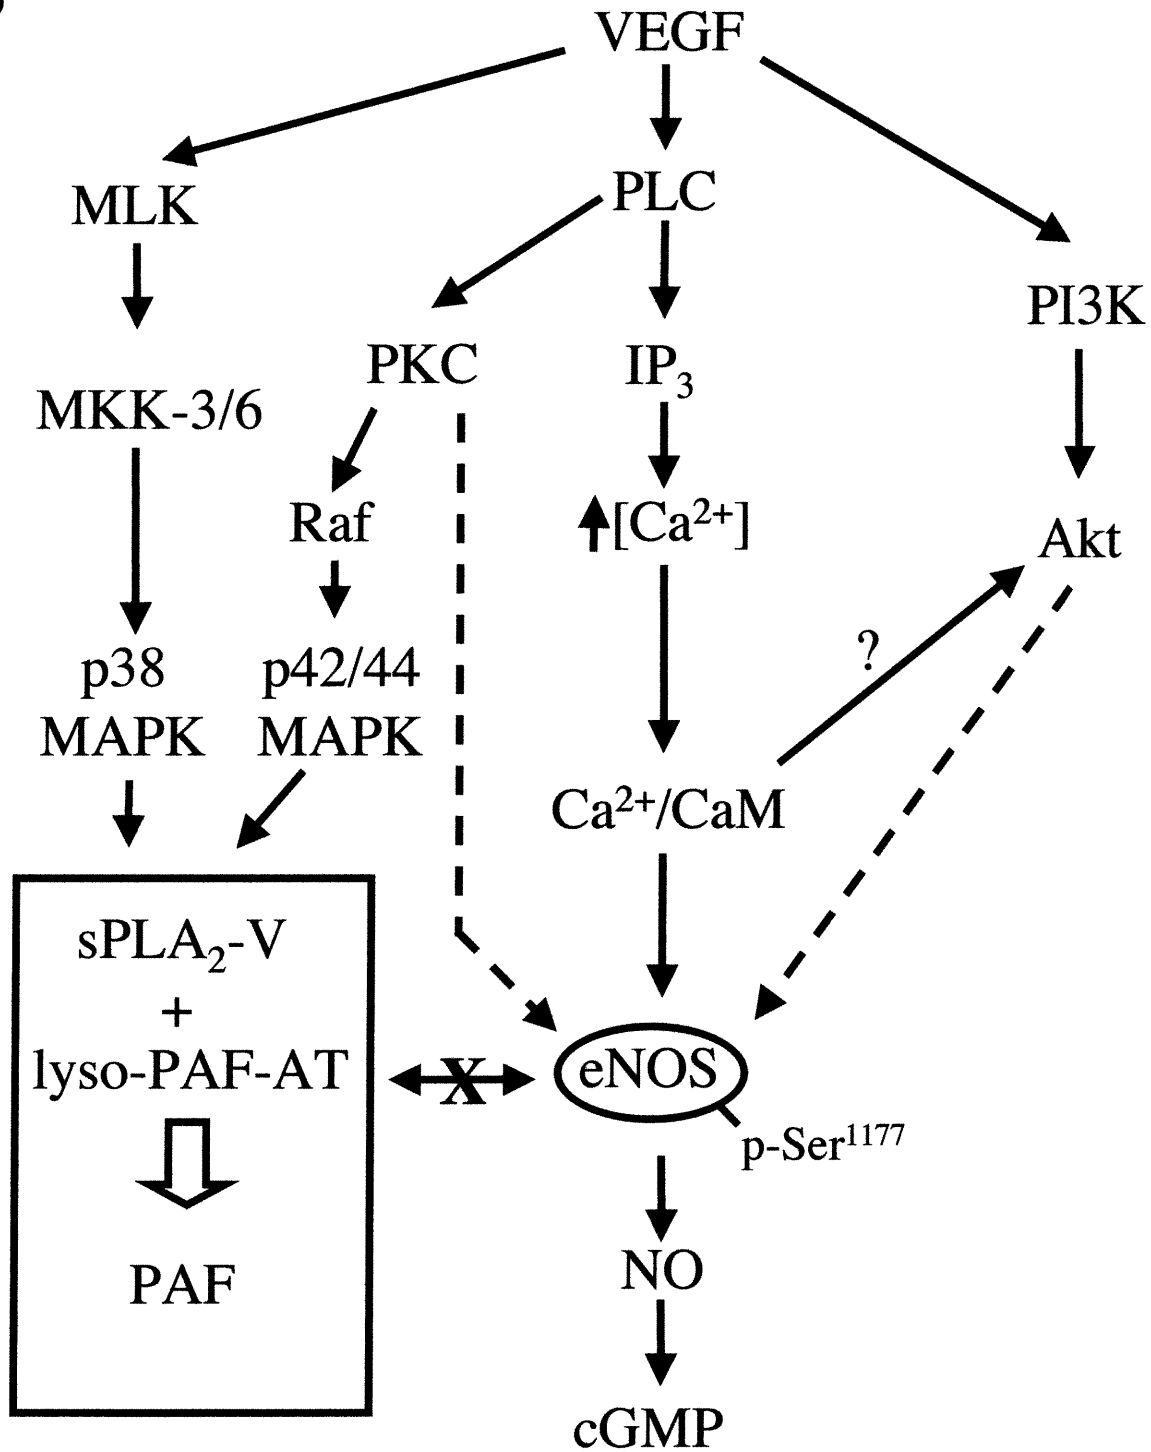 VEGF
MLK
PLC
PI3K
PKC
IP₃
MKK-3/6
Raf
[Ca²⁺]
Akt
?
p38
MAPK
p42/44
MAPK
Ca²⁺/CaM
sPLA₂-V
+
lyso-PAF-AT
PAF
X
eNOS
p-Ser¹¹⁷⁷
NO
cGMP